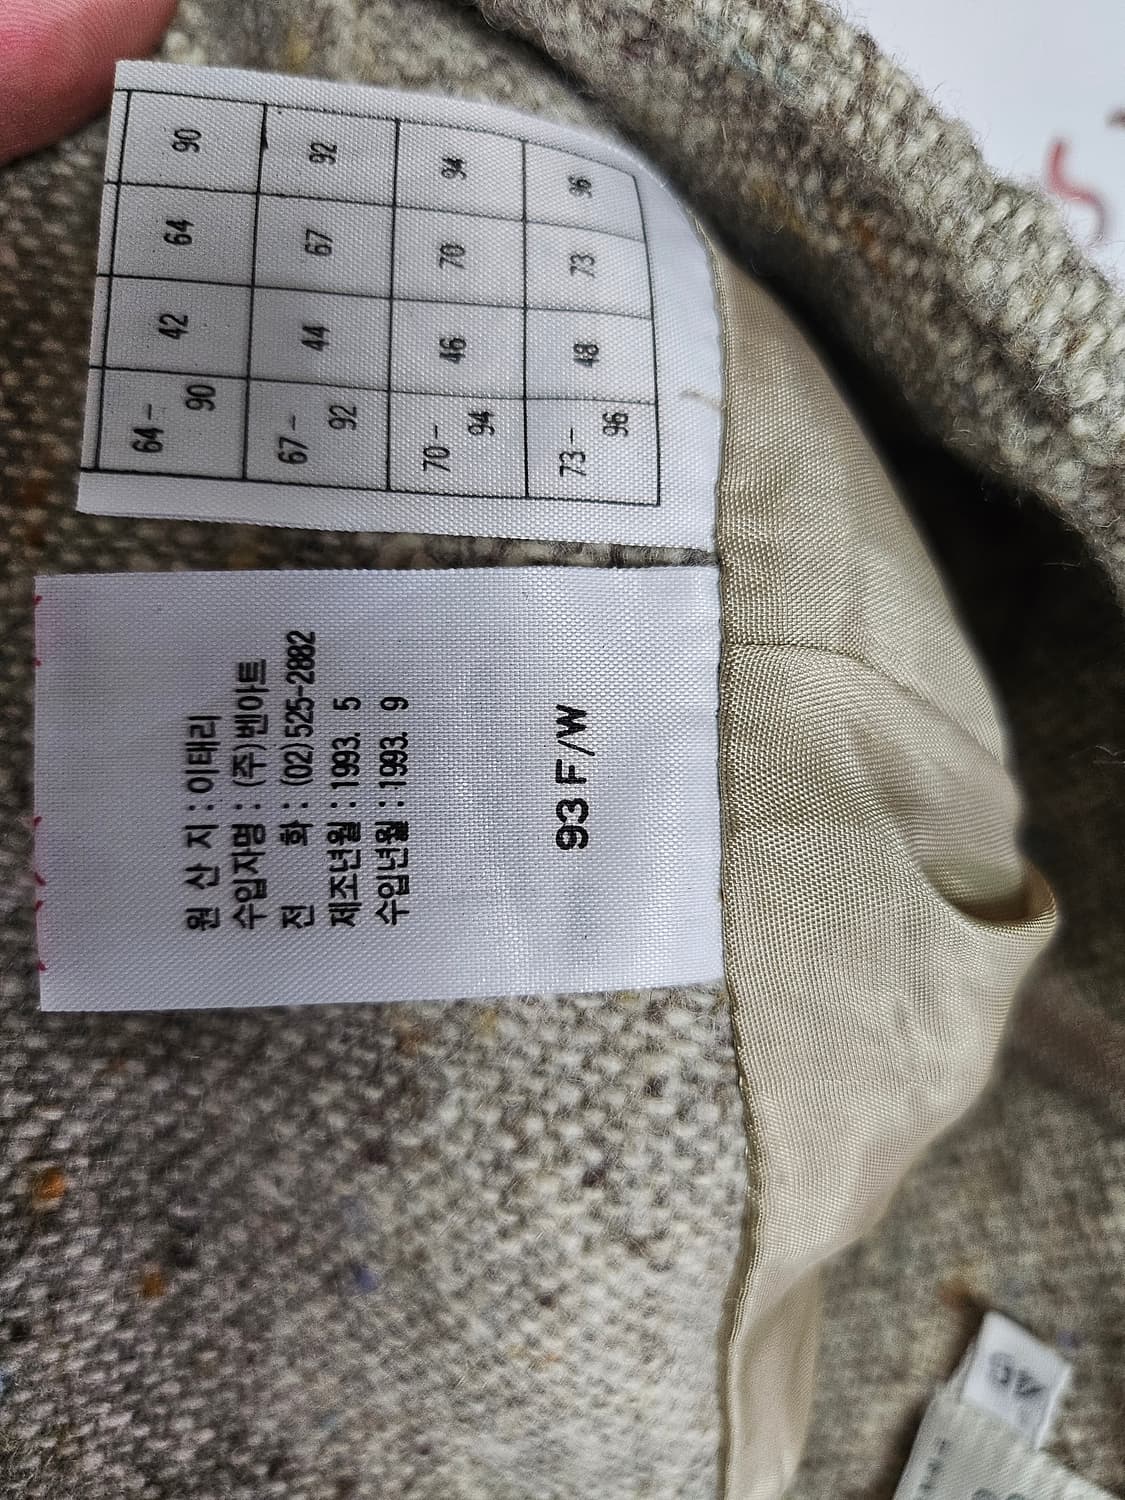 64-90 42 64 90
67-92 44 67 92
70-94 46 70 94
73-96 48 73 96
원 산 지 : 이태리
수입자명 : (주)벤아트
전 화 : (02)525-2882
제조년월 : 1993. 5
수입년월 : 1993. 9
93 F/W